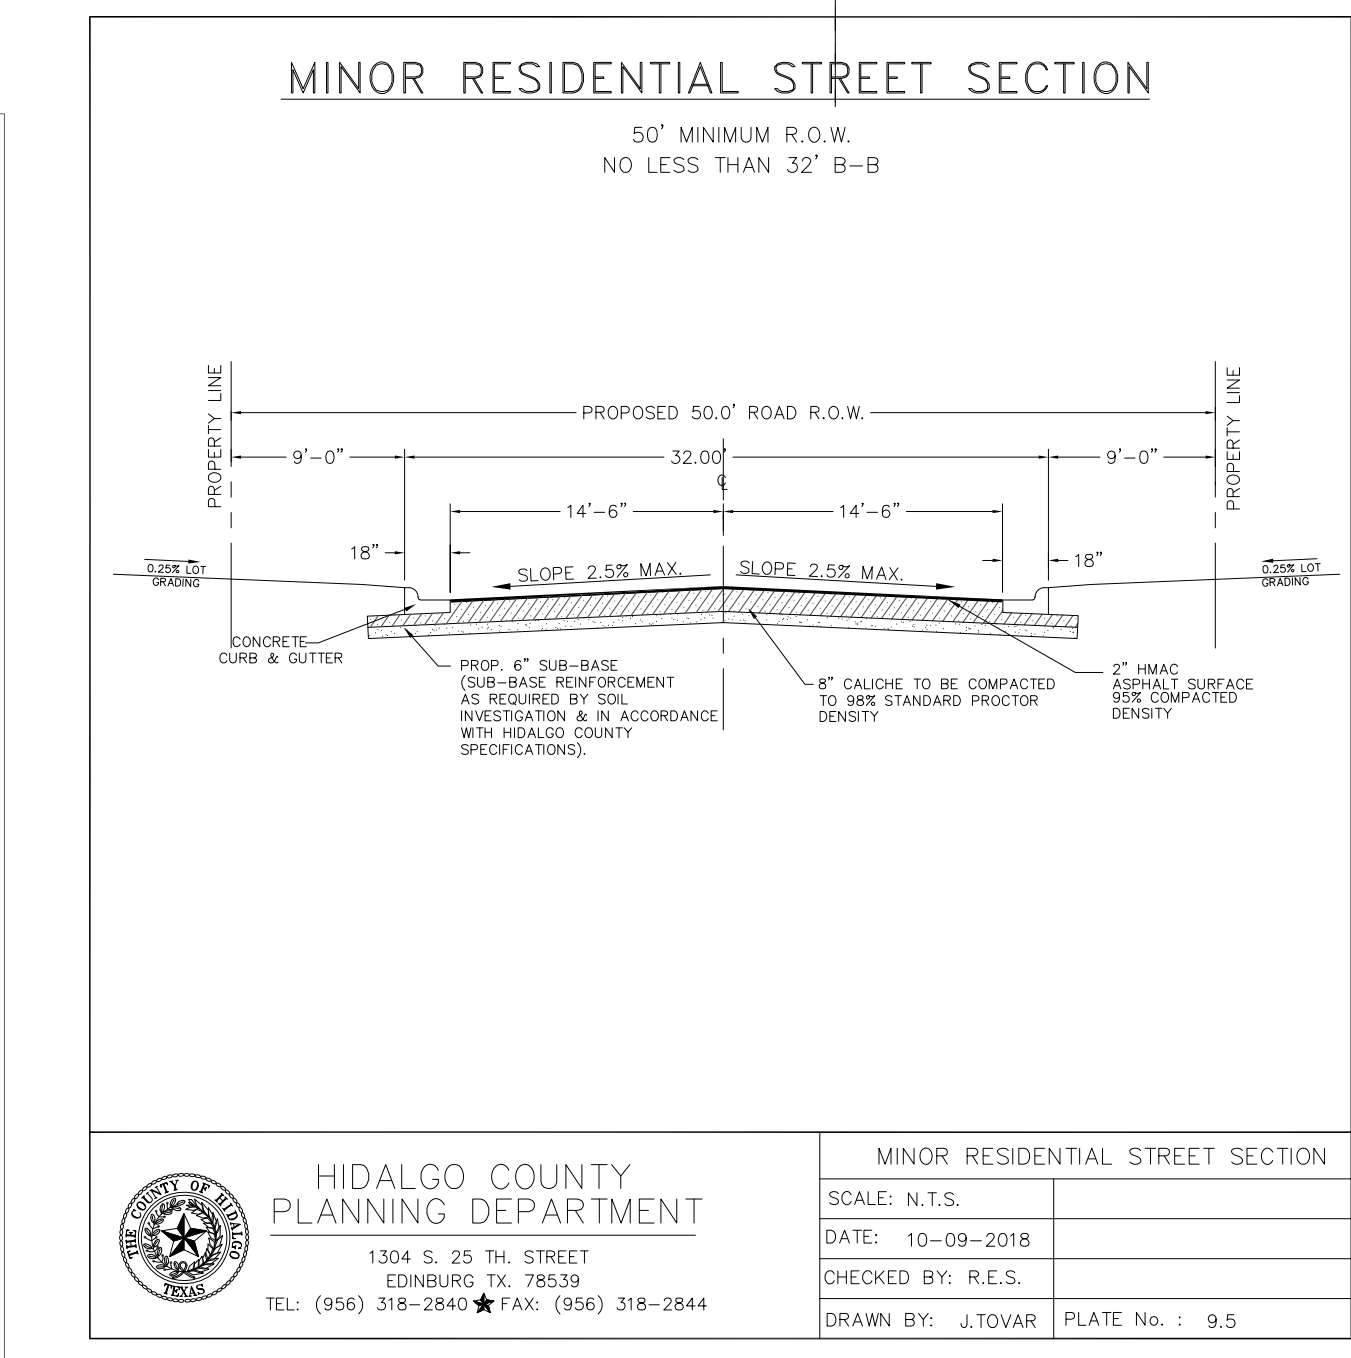 MINOR RESIDENTIAL STREET SECTION
50' MINIMUM R.O.W.
NO LESS THAN 32' B-B
PROPERTY LINE
PROPERTY LINE
PROPOSED 50.0' ROAD R.O.W.
9'-0"
32.00'
9'-0"
℄
14'-6"
14'-6"
18"
18"
SLOPE 2.5% MAX.
SLOPE 2.5% MAX.
0.25% LOT
GRADING
0.25% LOT
GRADING
CONCRETE
CURB & GUTTER
PROP. 6" SUB-BASE
(SUB-BASE REINFORCEMENT
AS REQUIRED BY SOIL
INVESTIGATION & IN ACCORDANCE
WITH HIDALGO COUNTY
SPECIFICATIONS).
8" CALICHE TO BE COMPACTED
TO 98% STANDARD PROCTOR
DENSITY
2" HMAC
ASPHALT SURFACE
95% COMPACTED
DENSITY
THE COUNTY OF HIDALGO
TEXAS
HIDALGO COUNTY
PLANNING DEPARTMENT
1304 S. 25 TH. STREET
EDINBURG TX. 78539
TEL: (956) 318-2840 ★ FAX: (956) 318-2844
MINOR RESIDENTIAL STREET SECTION
SCALE: N.T.S.
DATE: 10-09-2018
CHECKED BY: R.E.S.
DRAWN BY: J.TOVAR
PLATE No. : 9.5